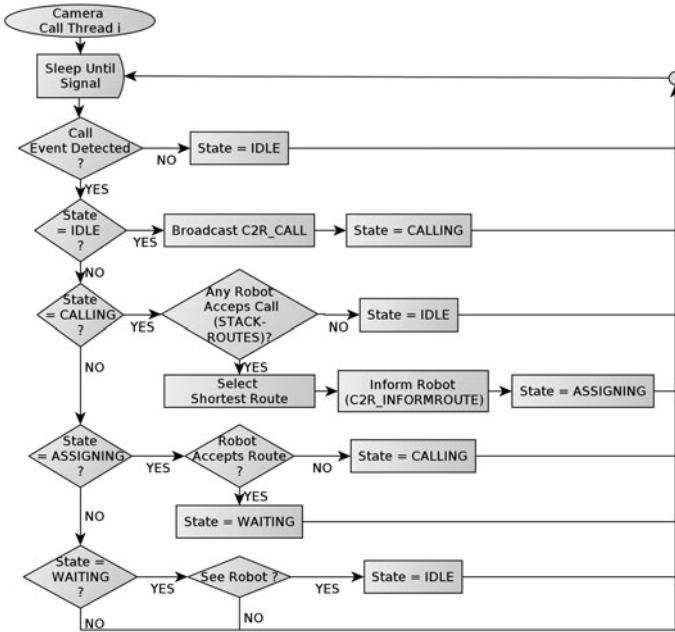 Camera
Call Thread i
Sleep Until
Signal
Call
Event Detected
?
NO
State = IDLE
YES
State
= IDLE
?
YES
Broadcast C2R_CALL
State = CALLING
NO
State
= CALLING
?
YES
Any Robot
Acceps Call
(STACK-
ROUTES)?
NO
State = IDLE
YES
NO
Select
Shortest Route
Inform Robot
(C2R_INFORMROUTE)
State = ASSIGNING
State
= ASSIGNING
?
YES
Robot
Accepts Route
?
NO
State = CALLING
YES
NO
State = WAITING
State =
WAITING
?
YES
See Robot ?
YES
State = IDLE
NO
NO